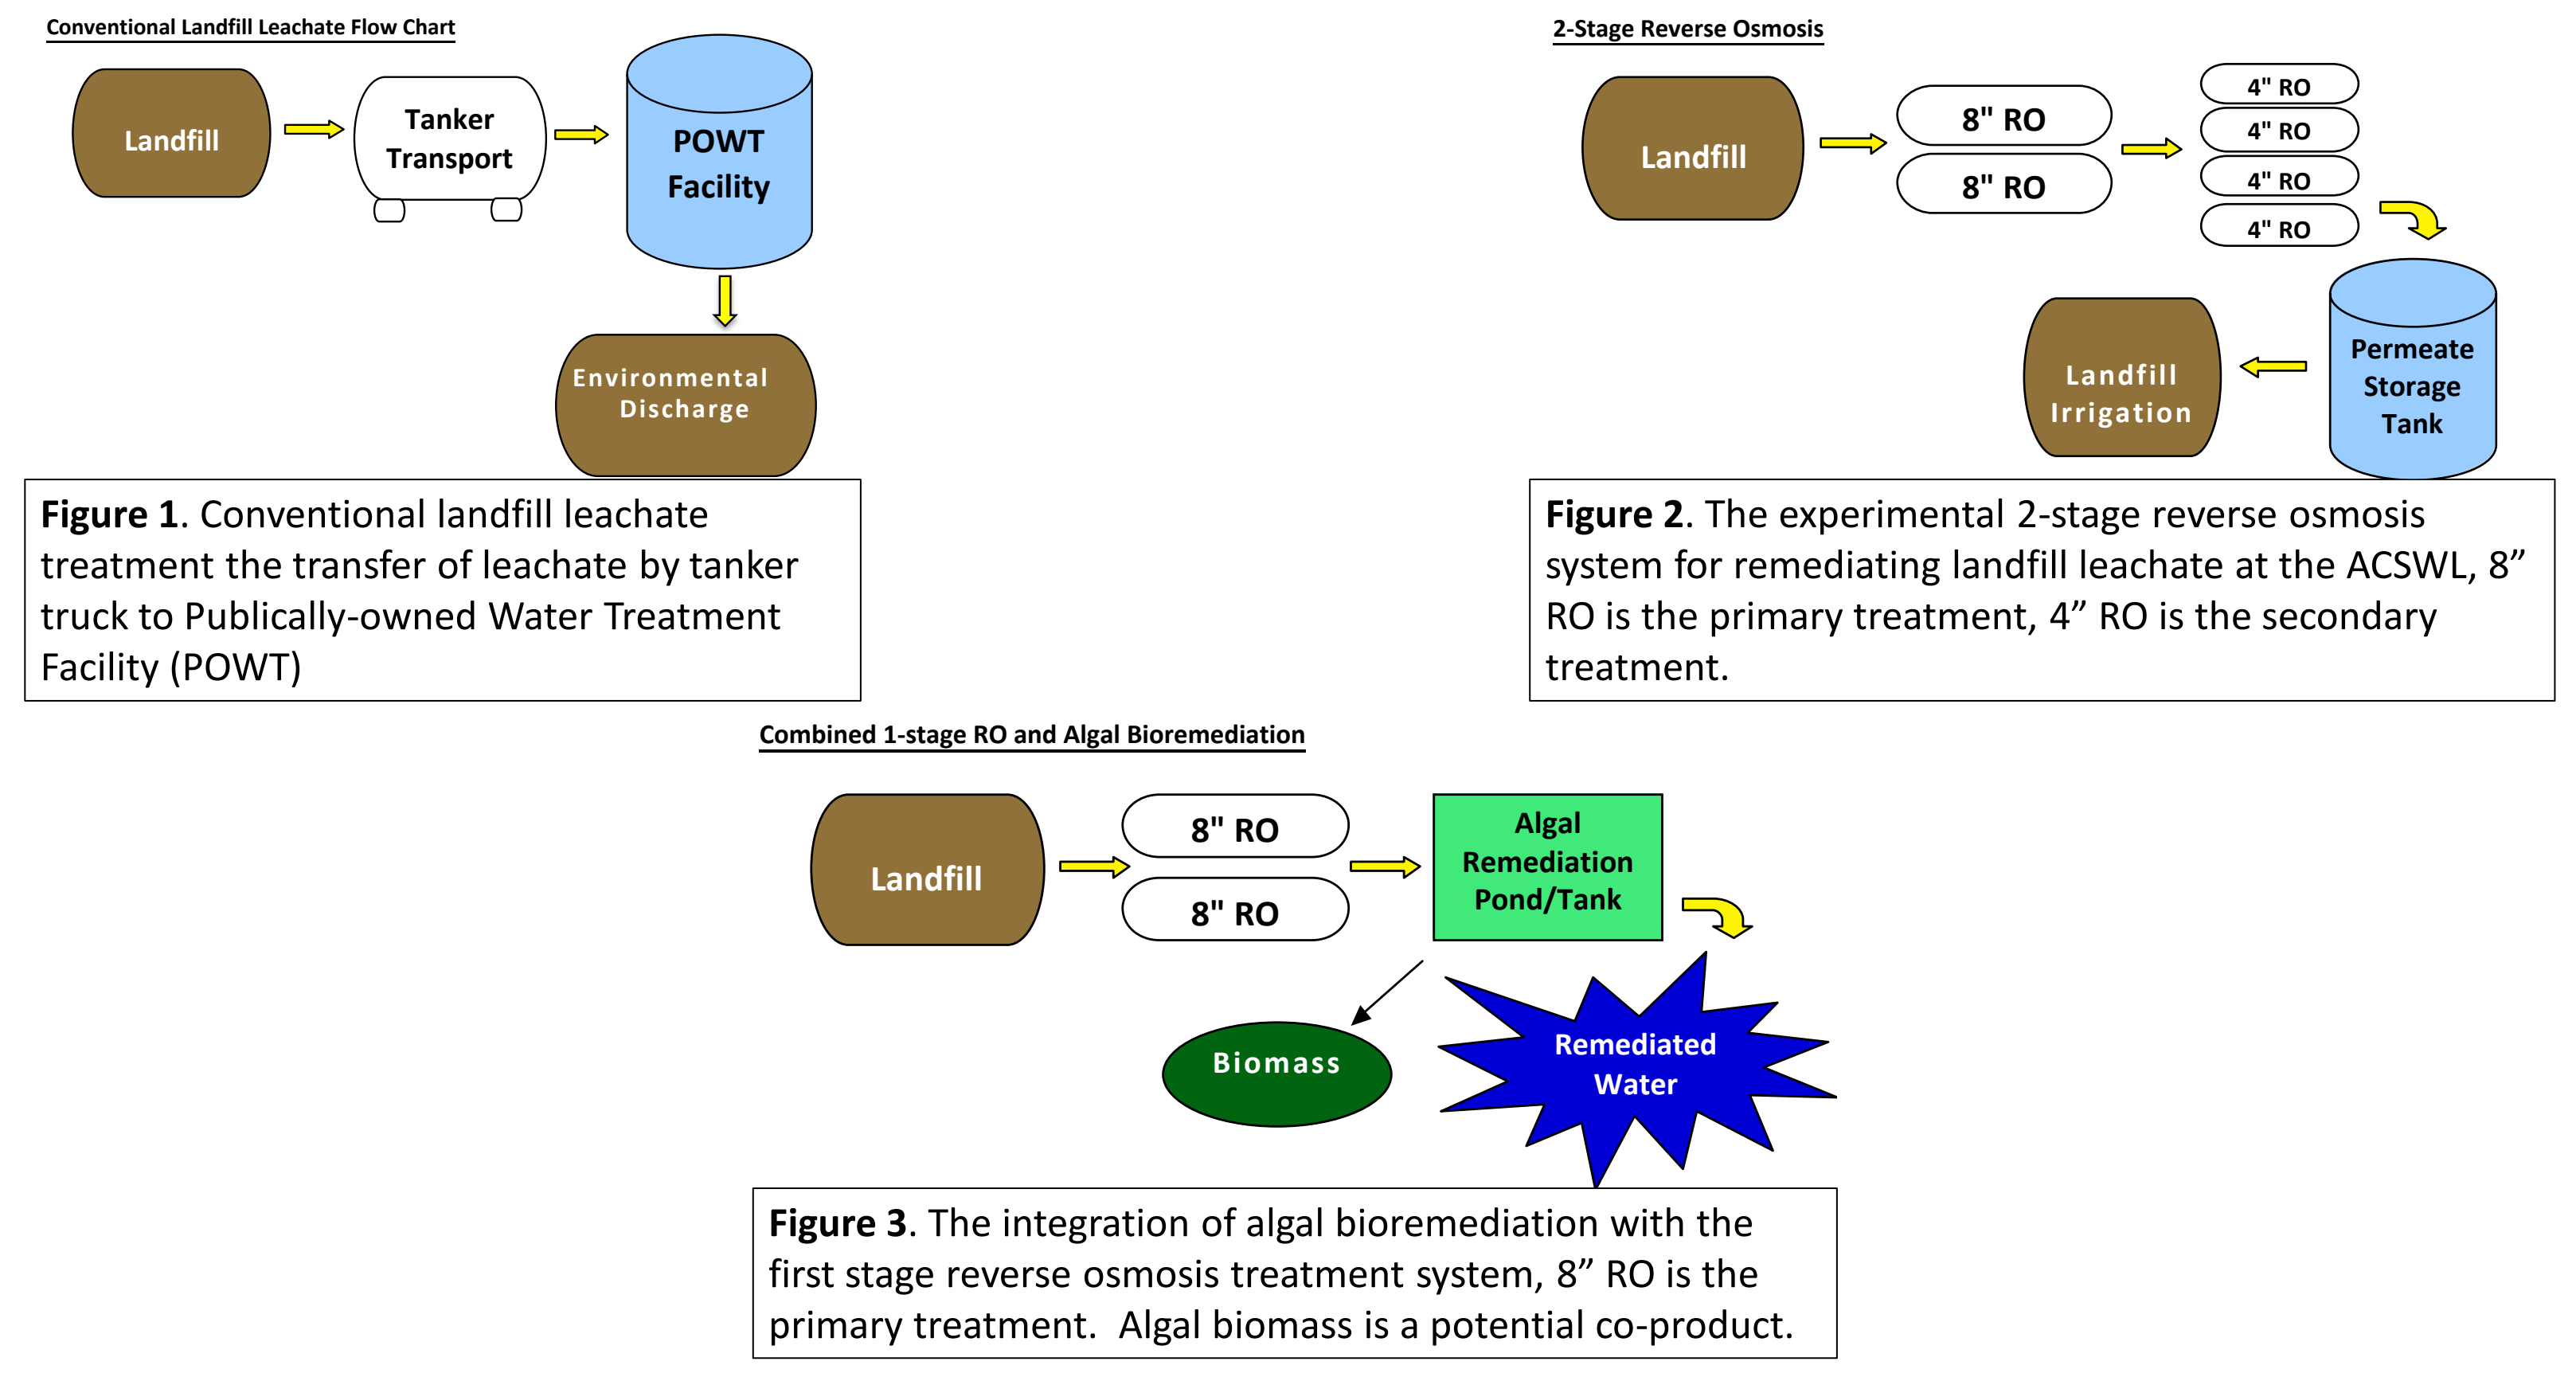 Conventional Landfill Leachate Flow Chart
Landfill
Tanker
Transport
POWT
Facility
Environmental
Discharge
Figure 1. Conventional landfill leachate
treatment the transfer of leachate by tanker
truck to Publically-owned Water Treatment
Facility (POWT)
2-Stage Reverse Osmosis
Landfill
8" RO
8" RO
4" RO
4" RO
4" RO
4" RO
Permeate
Storage
Tank
Landfill
Irrigation
Figure 2. The experimental 2-stage reverse osmosis
system for remediating landfill leachate at the ACSWL, 8”
RO is the primary treatment, 4” RO is the secondary
treatment.
Combined 1-stage RO and Algal Bioremediation
Landfill
8" RO
8" RO
Algal
Remediation
Pond/Tank
Biomass
Remediated
Water
Figure 3. The integration of algal bioremediation with the
first stage reverse osmosis treatment system, 8” RO is the
primary treatment.  Algal biomass is a potential co-product.